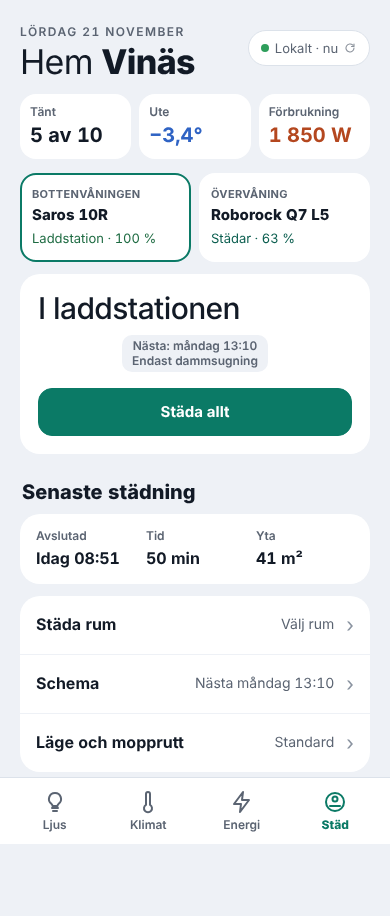 LÖRDAG 21 NOVEMBER
Hem Vinäs
Lokalt · nu
Tänt
5 av 10
Ute
−3,4°
Förbrukning
1 850 W
BOTTENVÅNINGEN
Saros 10R
Laddstation · 100 %
ÖVERVÅNING
Roborock Q7 L5
Städar · 63 %
I laddstationen
Nästa: måndag 13:10
Endast dammsugning
Städa allt
Senaste städning
Avslutad
Idag 08:51
Tid
50 min
Yta
41 m²
Städa rum
Välj rum
Schema
Nästa måndag 13:10
Läge och mopprutt
Standard
Ljus
Klimat
Energi
Städ